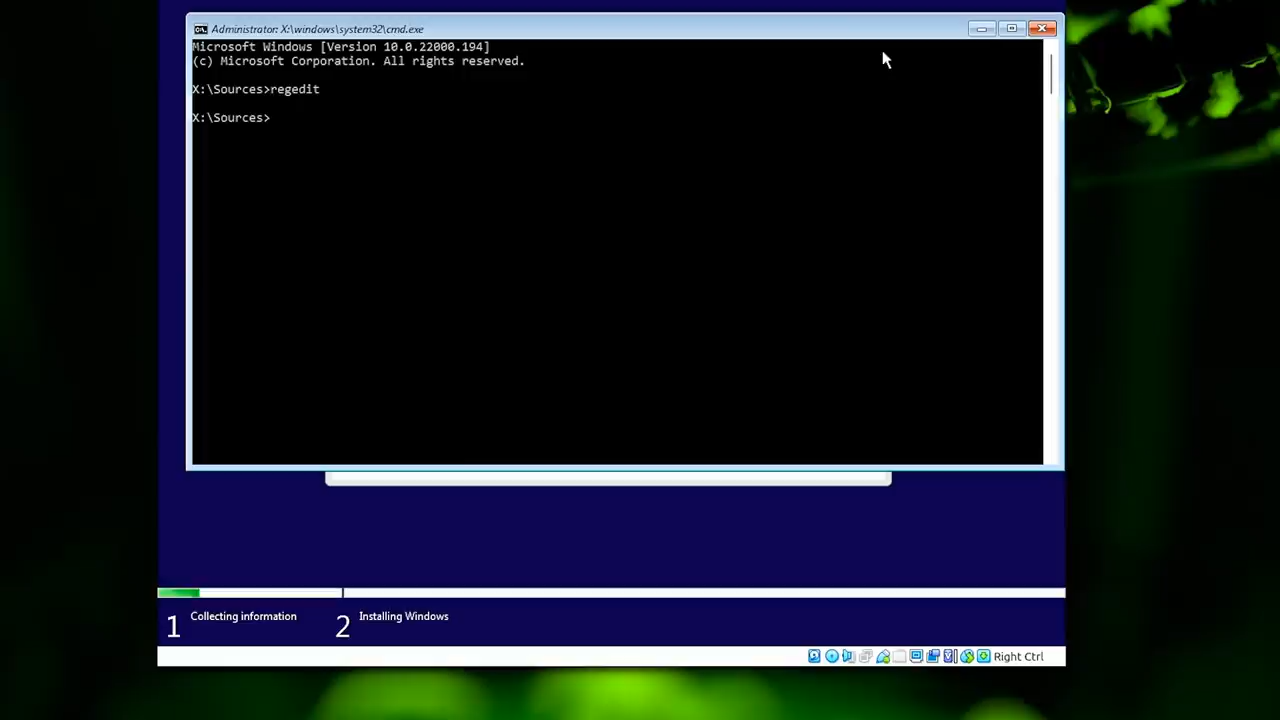 Administrator: X:\windows\system32\cmd.exe
Microsoft Windows [Version 10.0.22000.194]
(c) Microsoft Corporation. All rights reserved.
X:\Sources>regedit
X:\Sources>
1 Collecting information
2 Installing Windows
Right Ctrl